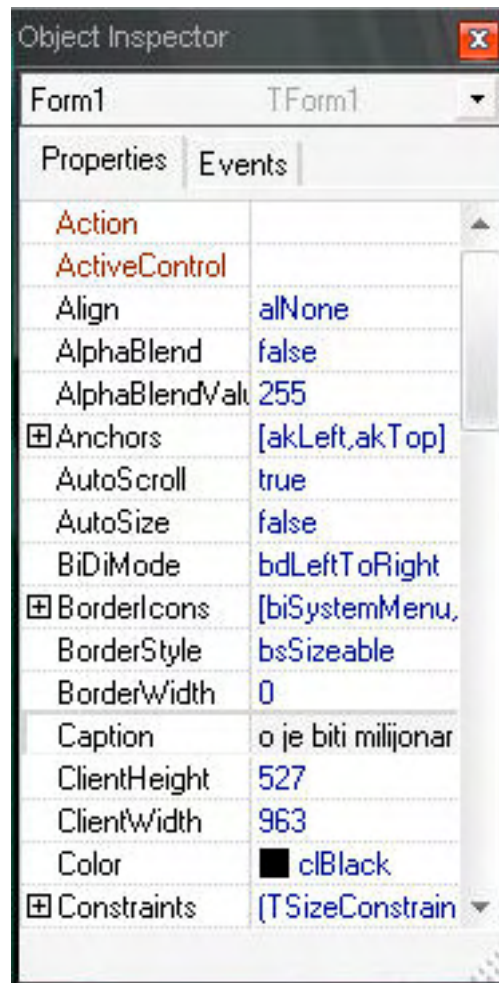 Object Inspector
Form1 TForm1
Properties Events
Action
ActiveControl
Align alNone
AlphaBlend false
AlphaBlendValu 255
Anchors [akLeft,akTop]
AutoScroll true
AutoSize false
BiDiMode bdLeftToRight
BorderIcons [biSystemMenu,
BorderStyle bsSizeable
BorderWidth 0
Caption o je biti milijonar
ClientHeight 527
ClientWidth 963
Color clBlack
Constraints (TSizeConstrain